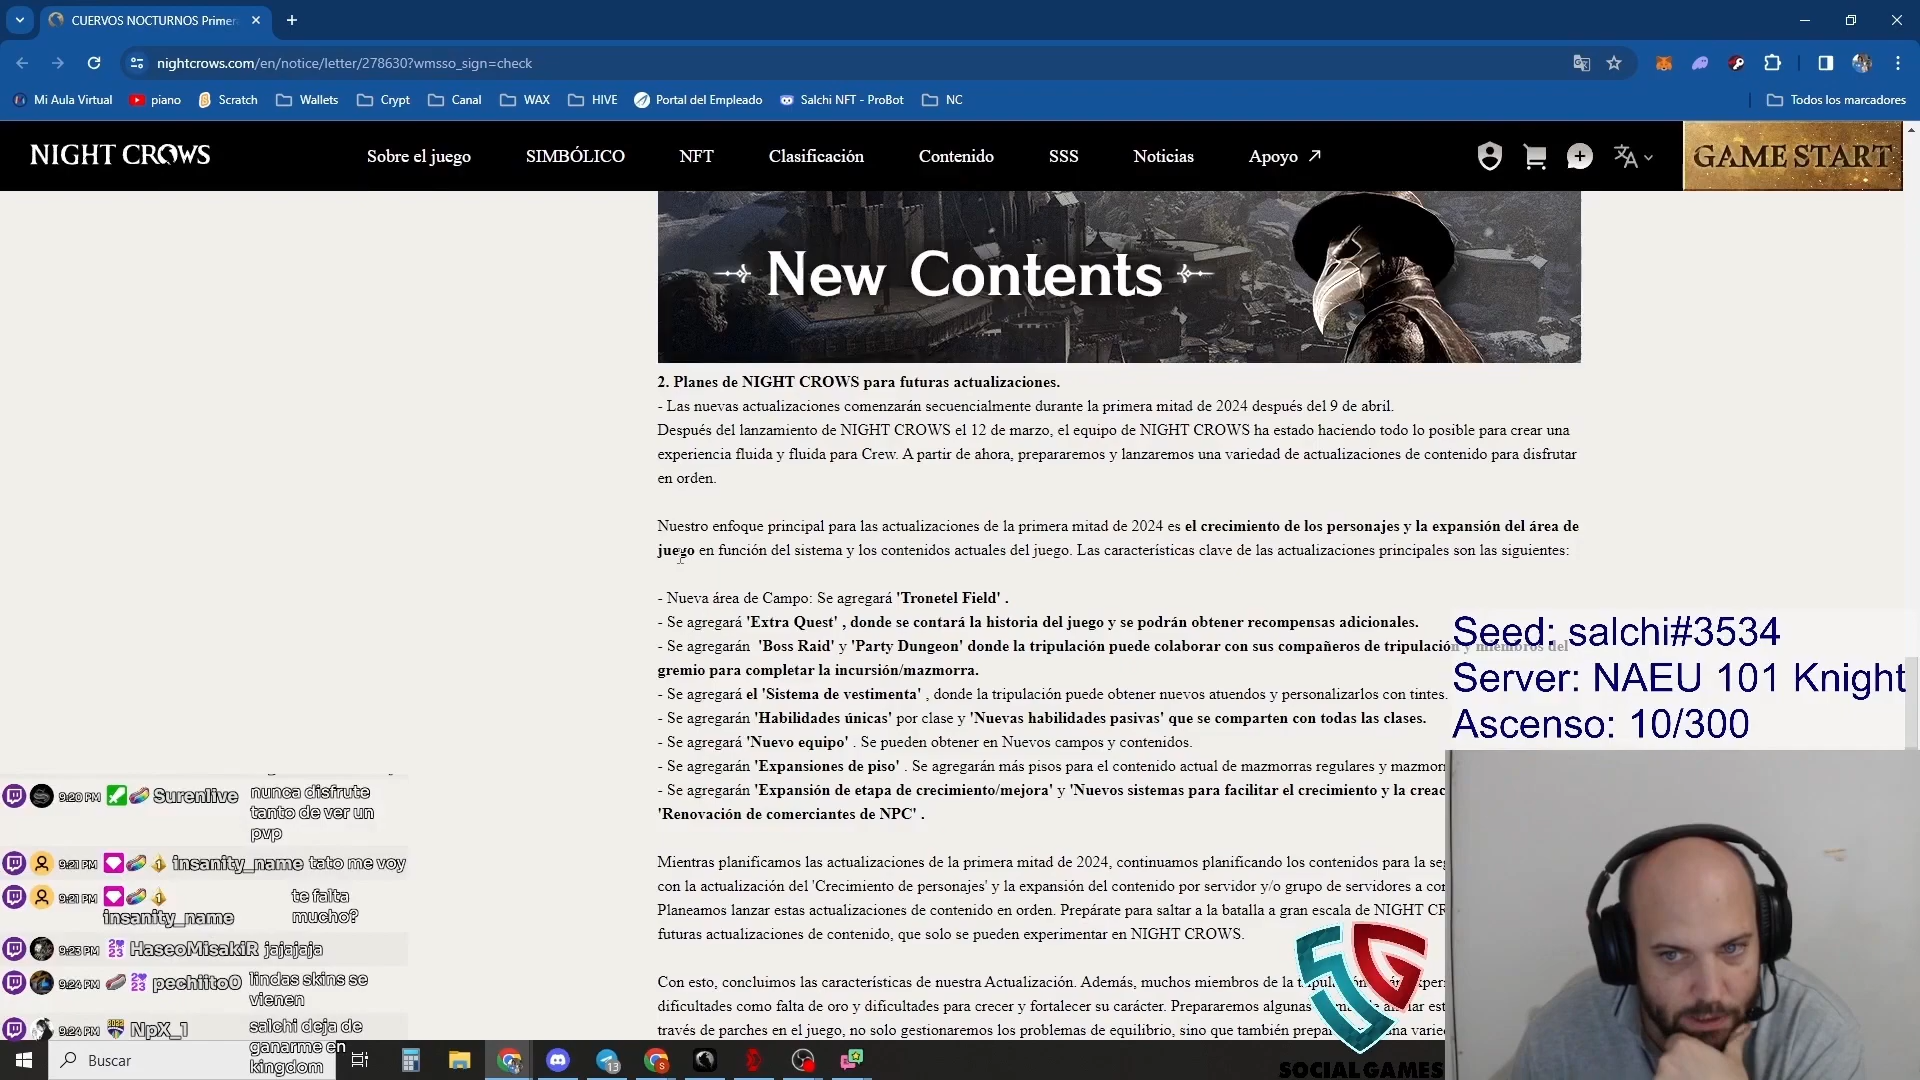 CUERVOS NOCTURNOS Primer
nightcrows.com/en/notice/letter/278630?wmsso_sign=check
Mi Aula Virtual
piano
Scratch
Wallets
Crypt
Canal
WAX
HIVE
Portal del Empleado
Salchi NFT - ProBot
NC
Todos los marcadores
NIGHT CROWS
Sobre el juego
SIMBÓLICO
NFT
Clasificación
Contenido
SSS
Noticias
Apoyo
GAME START
New Contents
2. Planes de NIGHT CROWS para futuras actualizaciones.
- Las nuevas actualizaciones comenzarán secuencialmente durante la primera mitad de 2024 después del 9 de abril.
Después del lanzamiento de NIGHT CROWS el 12 de marzo, el equipo de NIGHT CROWS ha estado haciendo todo lo posible para crear una
experiencia fluida y fluida para Crew. A partir de ahora, prepararemos y lanzaremos una variedad de actualizaciones de contenido para disfrutar
en orden.
Nuestro enfoque principal para las actualizaciones de la primera mitad de 2024 es el crecimiento de los personajes y la expansión del área de
juego en función del sistema y los contenidos actuales del juego. Las características clave de las actualizaciones principales son las siguientes:
- Nueva área de Campo: Se agregará 'Tronetel Field' .
- Se agregará 'Extra Quest' , donde se contará la historia del juego y se podrán obtener recompensas adicionales.
- Se agregarán 'Boss Raid' y 'Party Dungeon' donde la tripulación puede colaborar con sus compañeros de tripulación y miembros del
gremio para completar la incursión/mazmorra.
- Se agregará el 'Sistema de vestimenta' , donde la tripulación puede obtener nuevos atuendos y personalizarlos con tintes.
- Se agregarán 'Habilidades únicas' por clase y 'Nuevas habilidades pasivas' que se comparten con todas las clases.
- Se agregará 'Nuevo equipo' . Se pueden obtener en Nuevos campos y contenidos.
- Se agregarán 'Expansiones de piso' . Se agregarán más pisos para el contenido actual de mazmorras regulares y mazmor
- Se agregarán 'Expansión de etapa de crecimiento/mejora' y 'Nuevos sistemas para facilitar el crecimiento y la creac
'Renovación de comerciantes de NPC' .
Mientras planificamos las actualizaciones de la primera mitad de 2024, continuamos planificando los contenidos para la se
con la actualización del 'Crecimiento de personajes' y la expansión del contenido por servidor y/o grupo de servidores a co
Planeamos lanzar estas actualizaciones de contenido en orden. Prepárate para saltar a la batalla a gran escala de NIGHT CR
futuras actualizaciones de contenido, que solo se pueden experimentar en NIGHT CROWS.
Con esto, concluimos las características de nuestra Actualización. Además, muchos miembros de la
dificultades como falta de oro y dificultades para crecer y fortalecer su carácter. Prepararemos algunas
través de parches en el juego, no solo gestionaremos los problemas de equilibrio, sino que también una varie
Seed: salchi#3534
Server: NAEU 101 Knight
Ascenso: 10/300
9:20 PM Surenlive nunca disfrute
tanto de ver un
pvp
9:21 PM insanity_name tato me voy
9:21 PM insanity_name te falta
mucho?
9:23 PM HaseoMisakiR jajajaja
9:24 PM pechiito0 lindas skins se
vienen
9:24 PM NpX_1 salchi deja de
ganarme en
kingdom
SOCIAL GAMES
Buscar
13